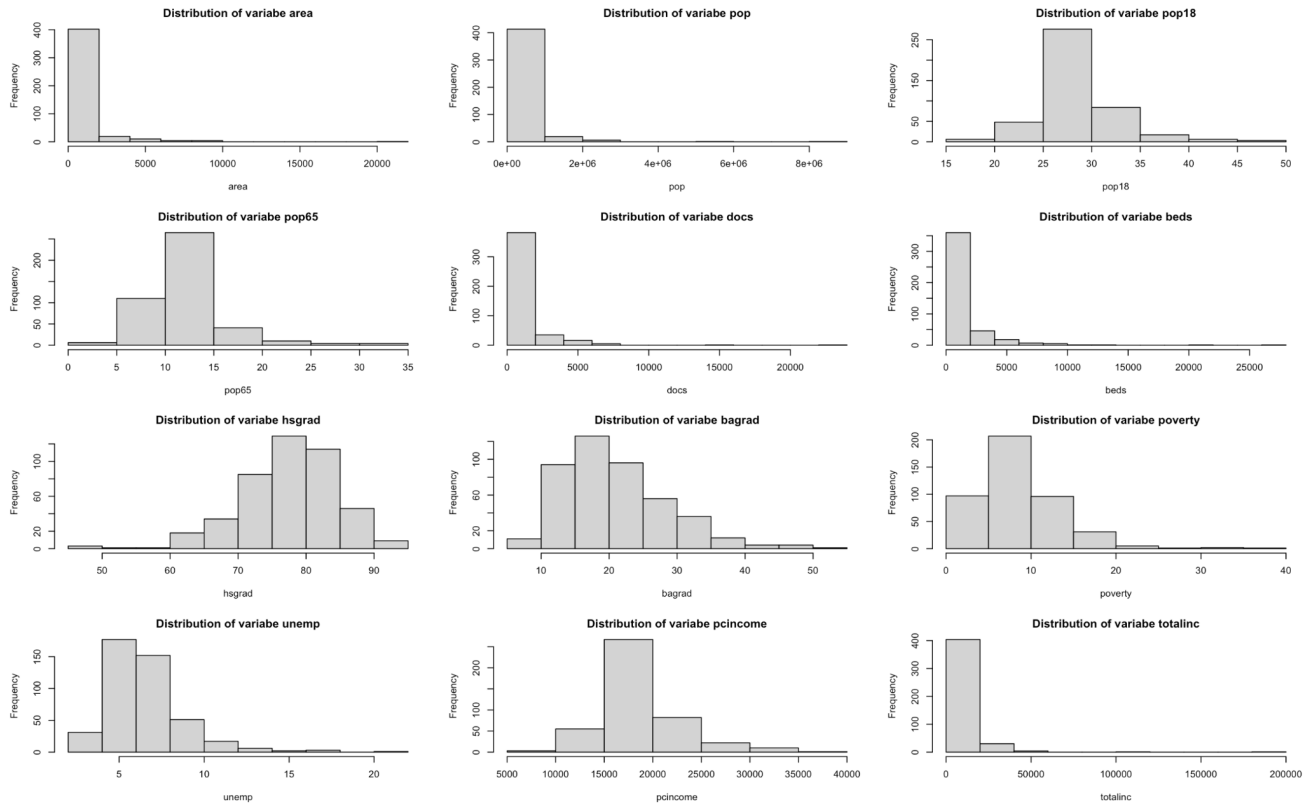 Distribution of variabe area
Frequency
0 100 200 300 400
0 5000 10000 15000 20000
area
Distribution of variabe pop
Frequency
0 100 200 300 400
0e+00 2e+06 4e+06 6e+06 8e+06
pop
Distribution of variabe pop18
Frequency
0 50 150 250
15 20 25 30 35 40 45 50
pop18
Distribution of variabe pop65
Frequency
0 50 100 200
0 5 10 15 20 25 30 35
pop65
Distribution of variabe docs
Frequency
0 100 200 300
0 5000 10000 15000 20000
docs
Distribution of variabe beds
Frequency
0 50 150 250
0 5000 10000 15000 20000 25000
beds
Distribution of variabe hsgrad
Frequency
0 20 60 100
50 60 70 80 90
hsgrad
Distribution of variabe bagrad
Frequency
0 20 60 100
10 20 30 40 50
bagrad
Distribution of variabe poverty
Frequency
0 50 100 150 200
0 10 20 30 40
poverty
Distribution of variabe unemp
Frequency
0 50 100 150
5 10 15 20
unemp
Distribution of variabe pcincome
Frequency
0 50 100 200
5000 10000 15000 20000 25000 30000 35000 40000
pcincome
Distribution of variabe totalinc
Frequency
0 100 200 300 400
0 50000 100000 150000 200000
totalinc